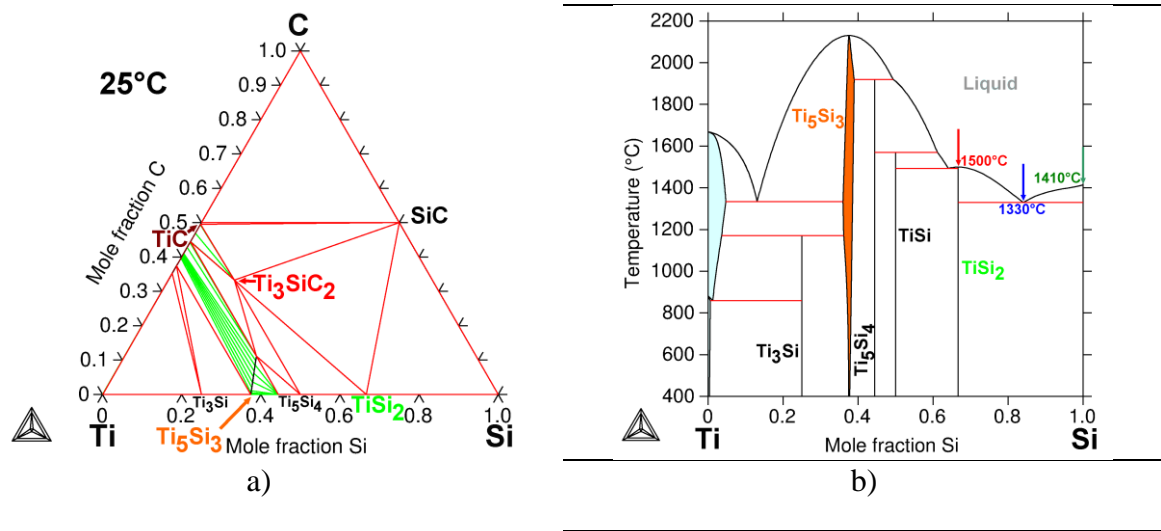 C
25°C
1.0
0.9
0.8
0.7
0.6
0.5
0.4
0.3
0.2
0.1
0
Mole fraction C
TiC
SiC
Ti3SiC2
Ti3Si
Ti5Si4
TiSi2
Ti5Si3
0 0.2 0.4 0.6 0.8 1.0
Ti
Si
Mole fraction Si
a)
2200
2000
1800
1600
1400
1200
1000
800
600
400
Temperature (°C)
Liquid
Ti5Si3
1500°C
1410°C
1330°C
TiSi
TiSi2
Ti3Si
Ti5Si4
0 0.2 0.4 0.6 0.8 1.0
Ti
Si
Mole fraction Si
b)